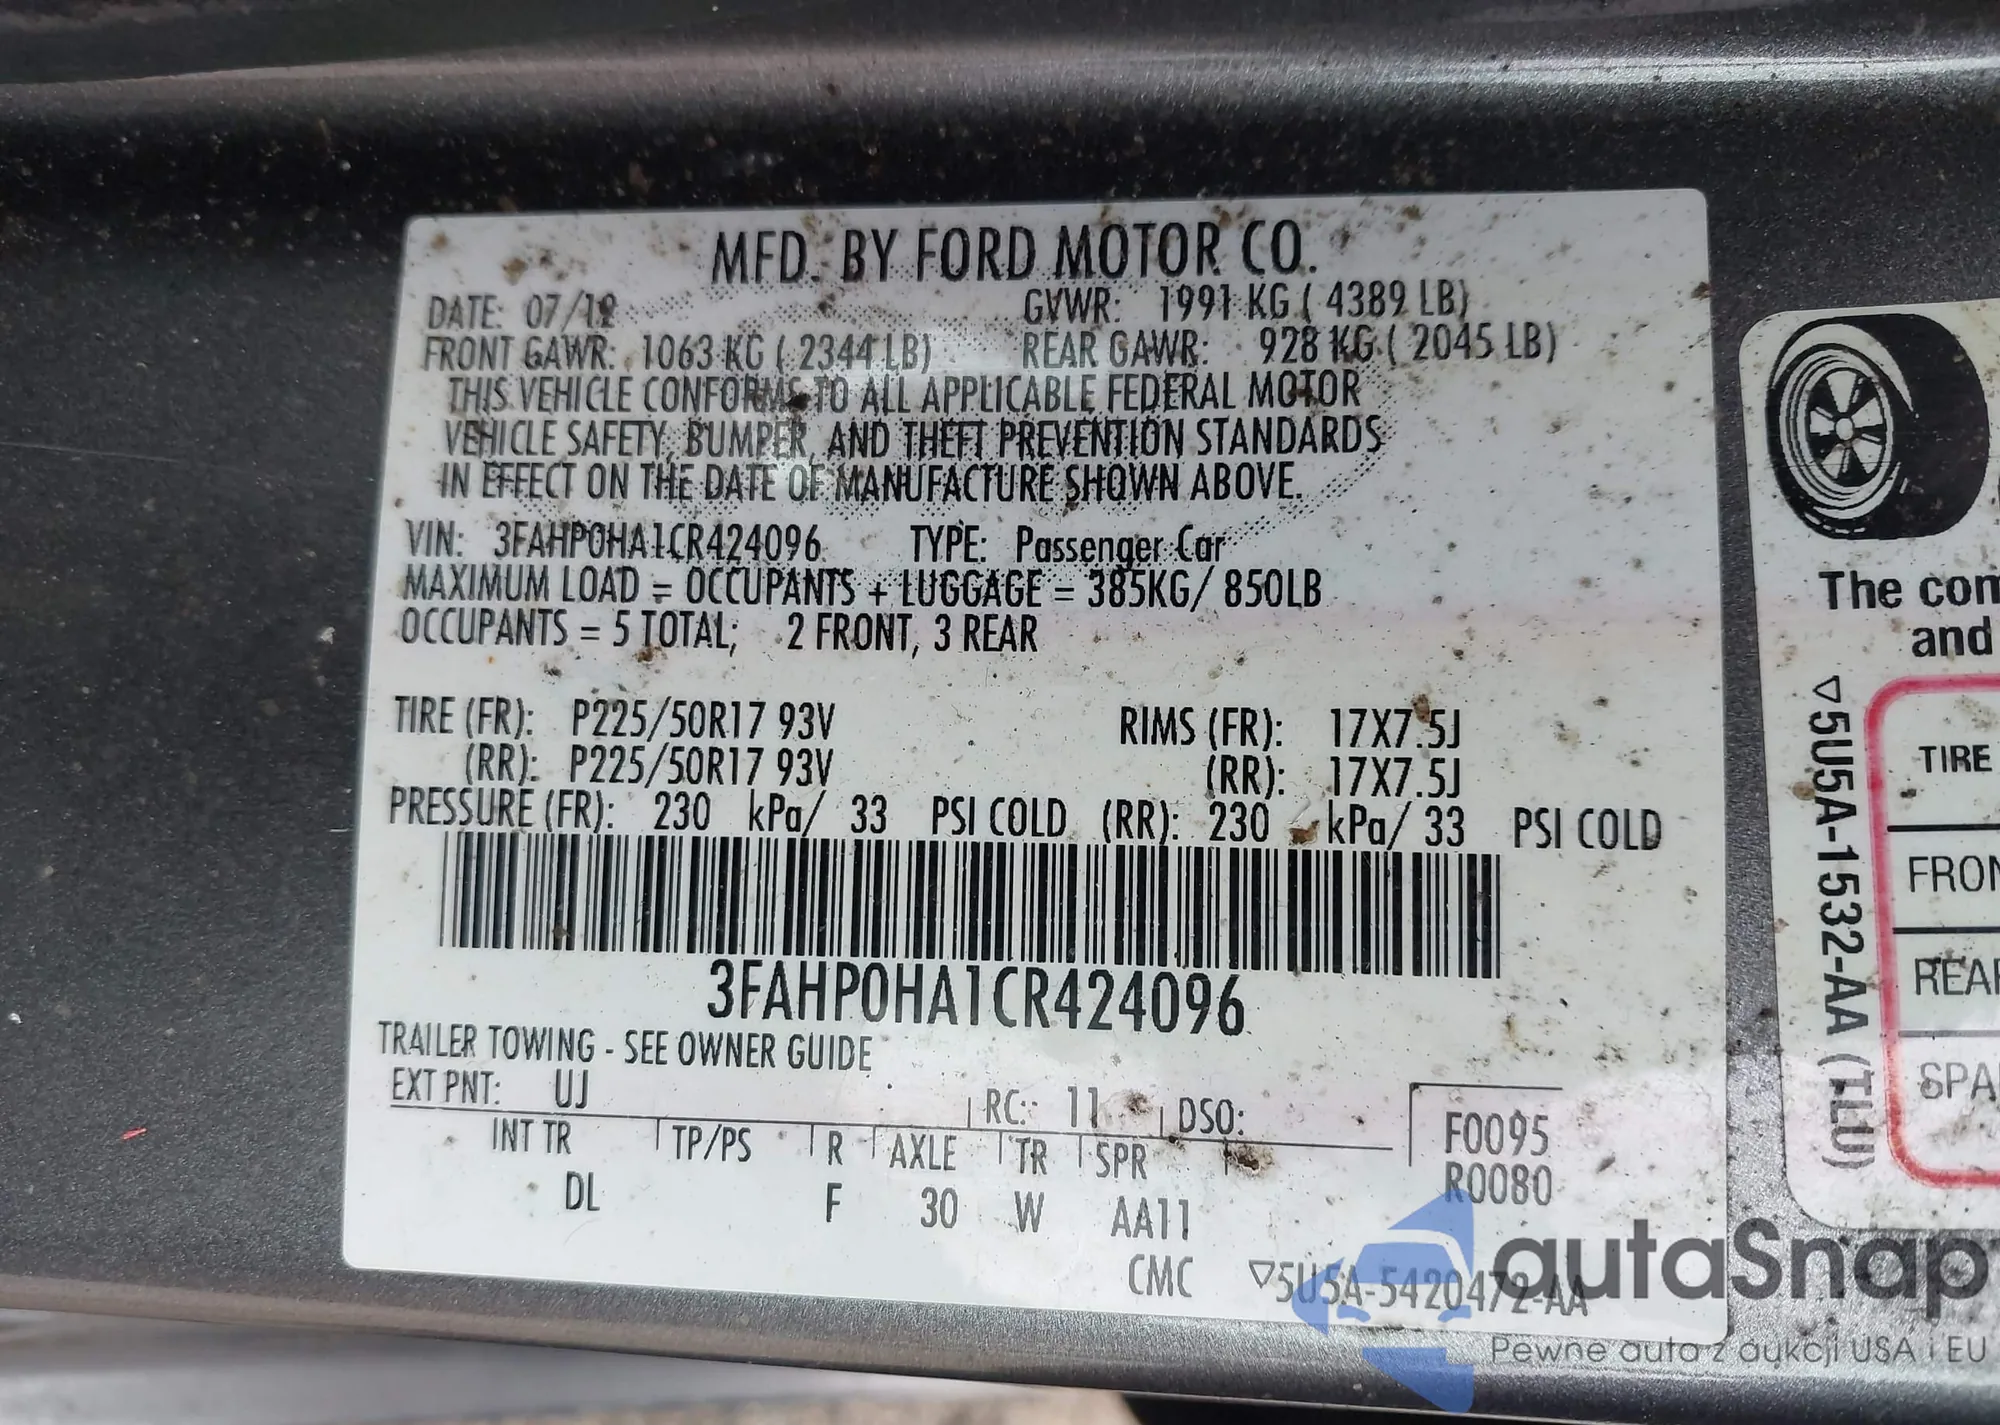 MFD. BY FORD MOTOR CO.
DATE: 07/12 GVWR: 1991 KG ( 4389 LB)
FRONT GAWR: 1063 KG ( 2344 LB) REAR GAWR: 928 KG ( 2045 LB)
THIS VEHICLE CONFORMS TO ALL APPLICABLE FEDERAL MOTOR
VEHICLE SAFETY, BUMPER, AND THEFT PREVENTION STANDARDS
IN EFFECT ON THE DATE OF MANUFACTURE SHOWN ABOVE.
VIN: 3FAHP0HA1CR424096 TYPE: Passenger Car
MAXIMUM LOAD = OCCUPANTS + LUGGAGE = 385KG/ 850LB
OCCUPANTS = 5 TOTAL; 2 FRONT, 3 REAR
TIRE (FR): P225/50R17 93V RIMS (FR): 17X7.5J
(RR): P225/50R17 93V (RR): 17X7.5J
PRESSURE (FR): 230 kPa/ 33 PSI COLD (RR): 230 kPa/ 33 PSI COLD
3FAHP0HA1CR424096
TRAILER TOWING - SEE OWNER GUIDE
EXT PNT: UJ RC: 11 DSO:
INT TR TP/PS R AXLE TR SPR
DL F 30 W AA11
F0095
R0080
CMC ▽5U5A-5420472-AA
The com
and
▽5U5A-1532-AA (TLU)
TIRE
FRON
REAR
SPA
autaSnap
Pewne auta z aukcji USA i EU